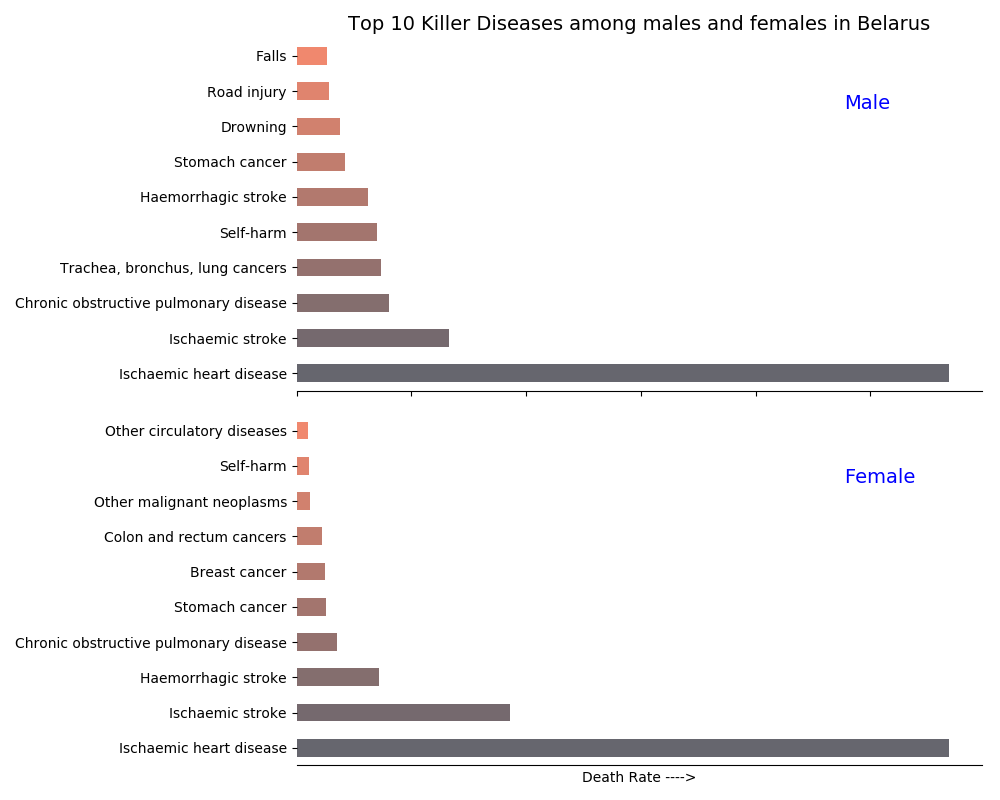 Top 10 Killer Diseases among males and females in Belarus
Falls
Road injury
Male
Drowning
Stomach cancer
Haemorrhagic stroke
Self-harm
Trachea, bronchus, lung cancers
Chronic obstructive pulmonary disease
Ischaemic stroke
Ischaemic heart disease
Other circulatory diseases
Self-harm
Female
Other malignant neoplasms
Colon and rectum cancers
Breast cancer
Stomach cancer
Chronic obstructive pulmonary disease
Haemorrhagic stroke
Ischaemic stroke
Ischaemic heart disease
Death Rate ---->